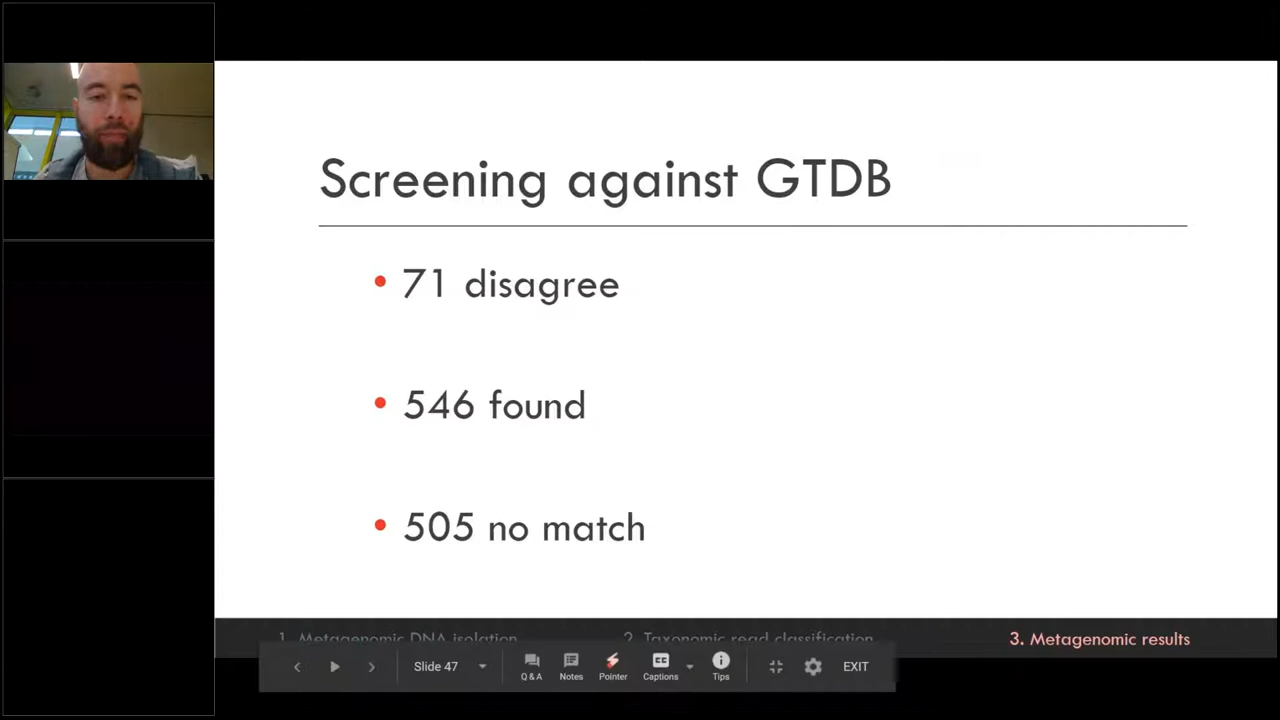 Screening against GTDB
• 71 disagree
• 546 found
• 505 no match
1. Metagenomic DNA isolation
2. Taxonomic read classification
3. Metagenomic results
Slide 47
Q & A
Notes
Pointer
CC
Captions
Tips
EXIT